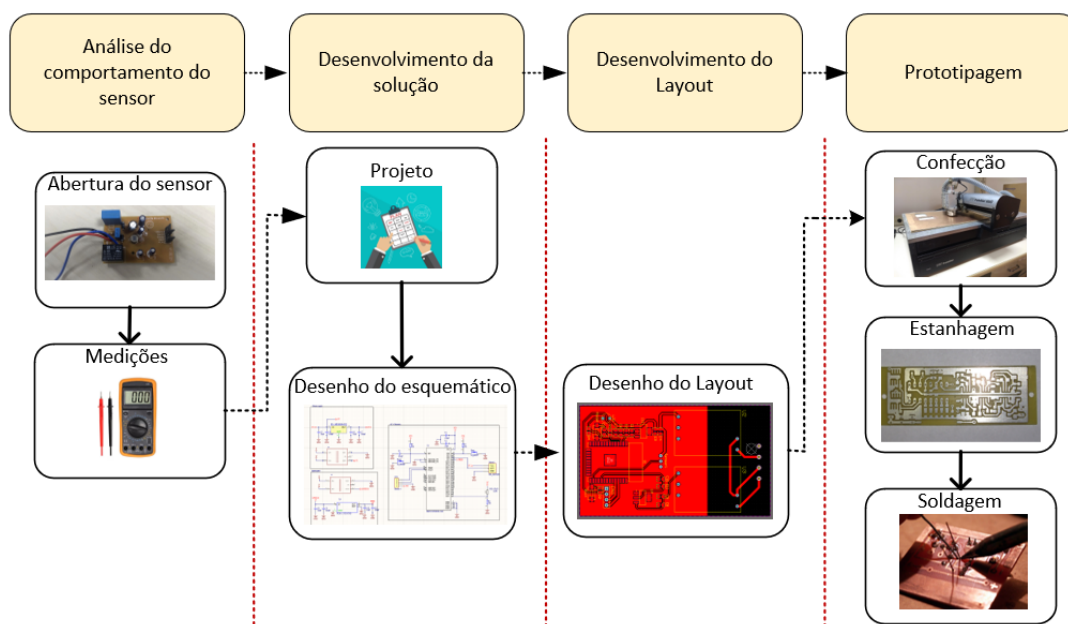 Análise do
comportamento do
sensor
Desenvolvimento da
solução
Desenvolvimento do
Layout
Prototipagem
Abertura do sensor
Medições
000
Projeto
Desenho do esquemático
Desenho do Layout
Confecção
Estanhagem
Soldagem